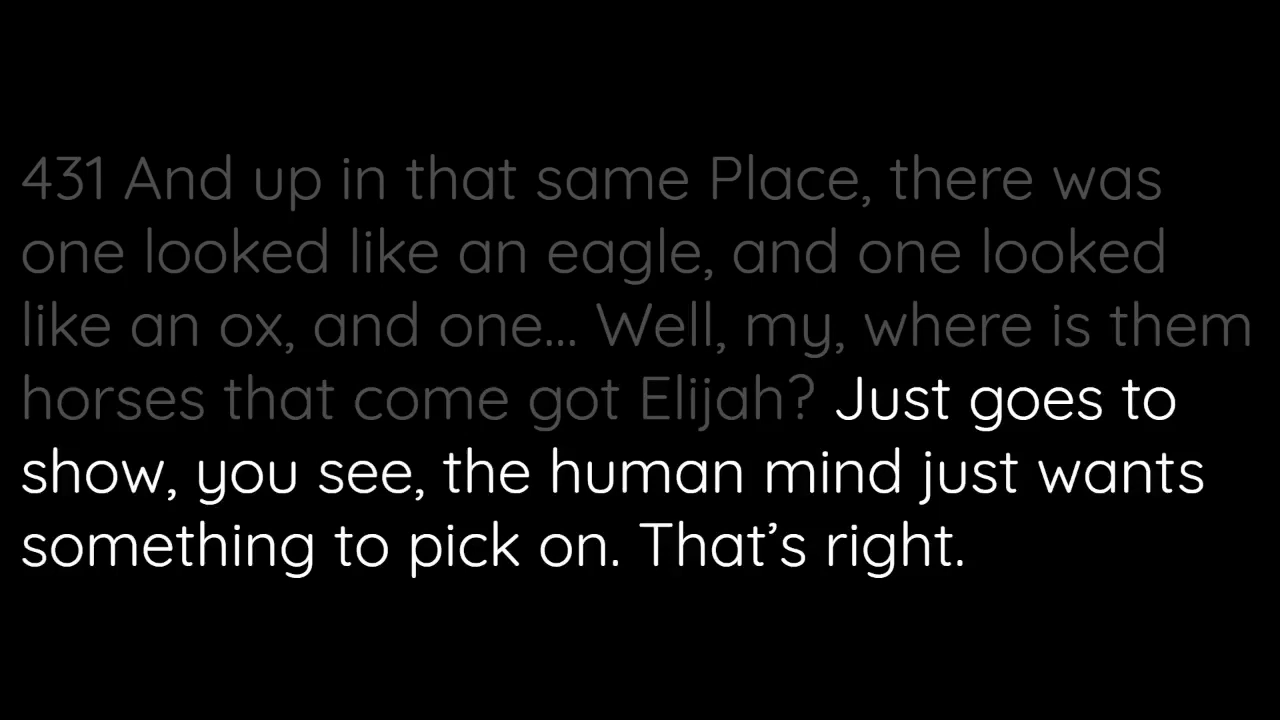 431 And up in that same Place, there was
one looked like an eagle, and one looked
like an ox, and one... Well, my, where is them
horses that come got Elijah? Just goes to
show, you see, the human mind just wants
something to pick on. That’s right.